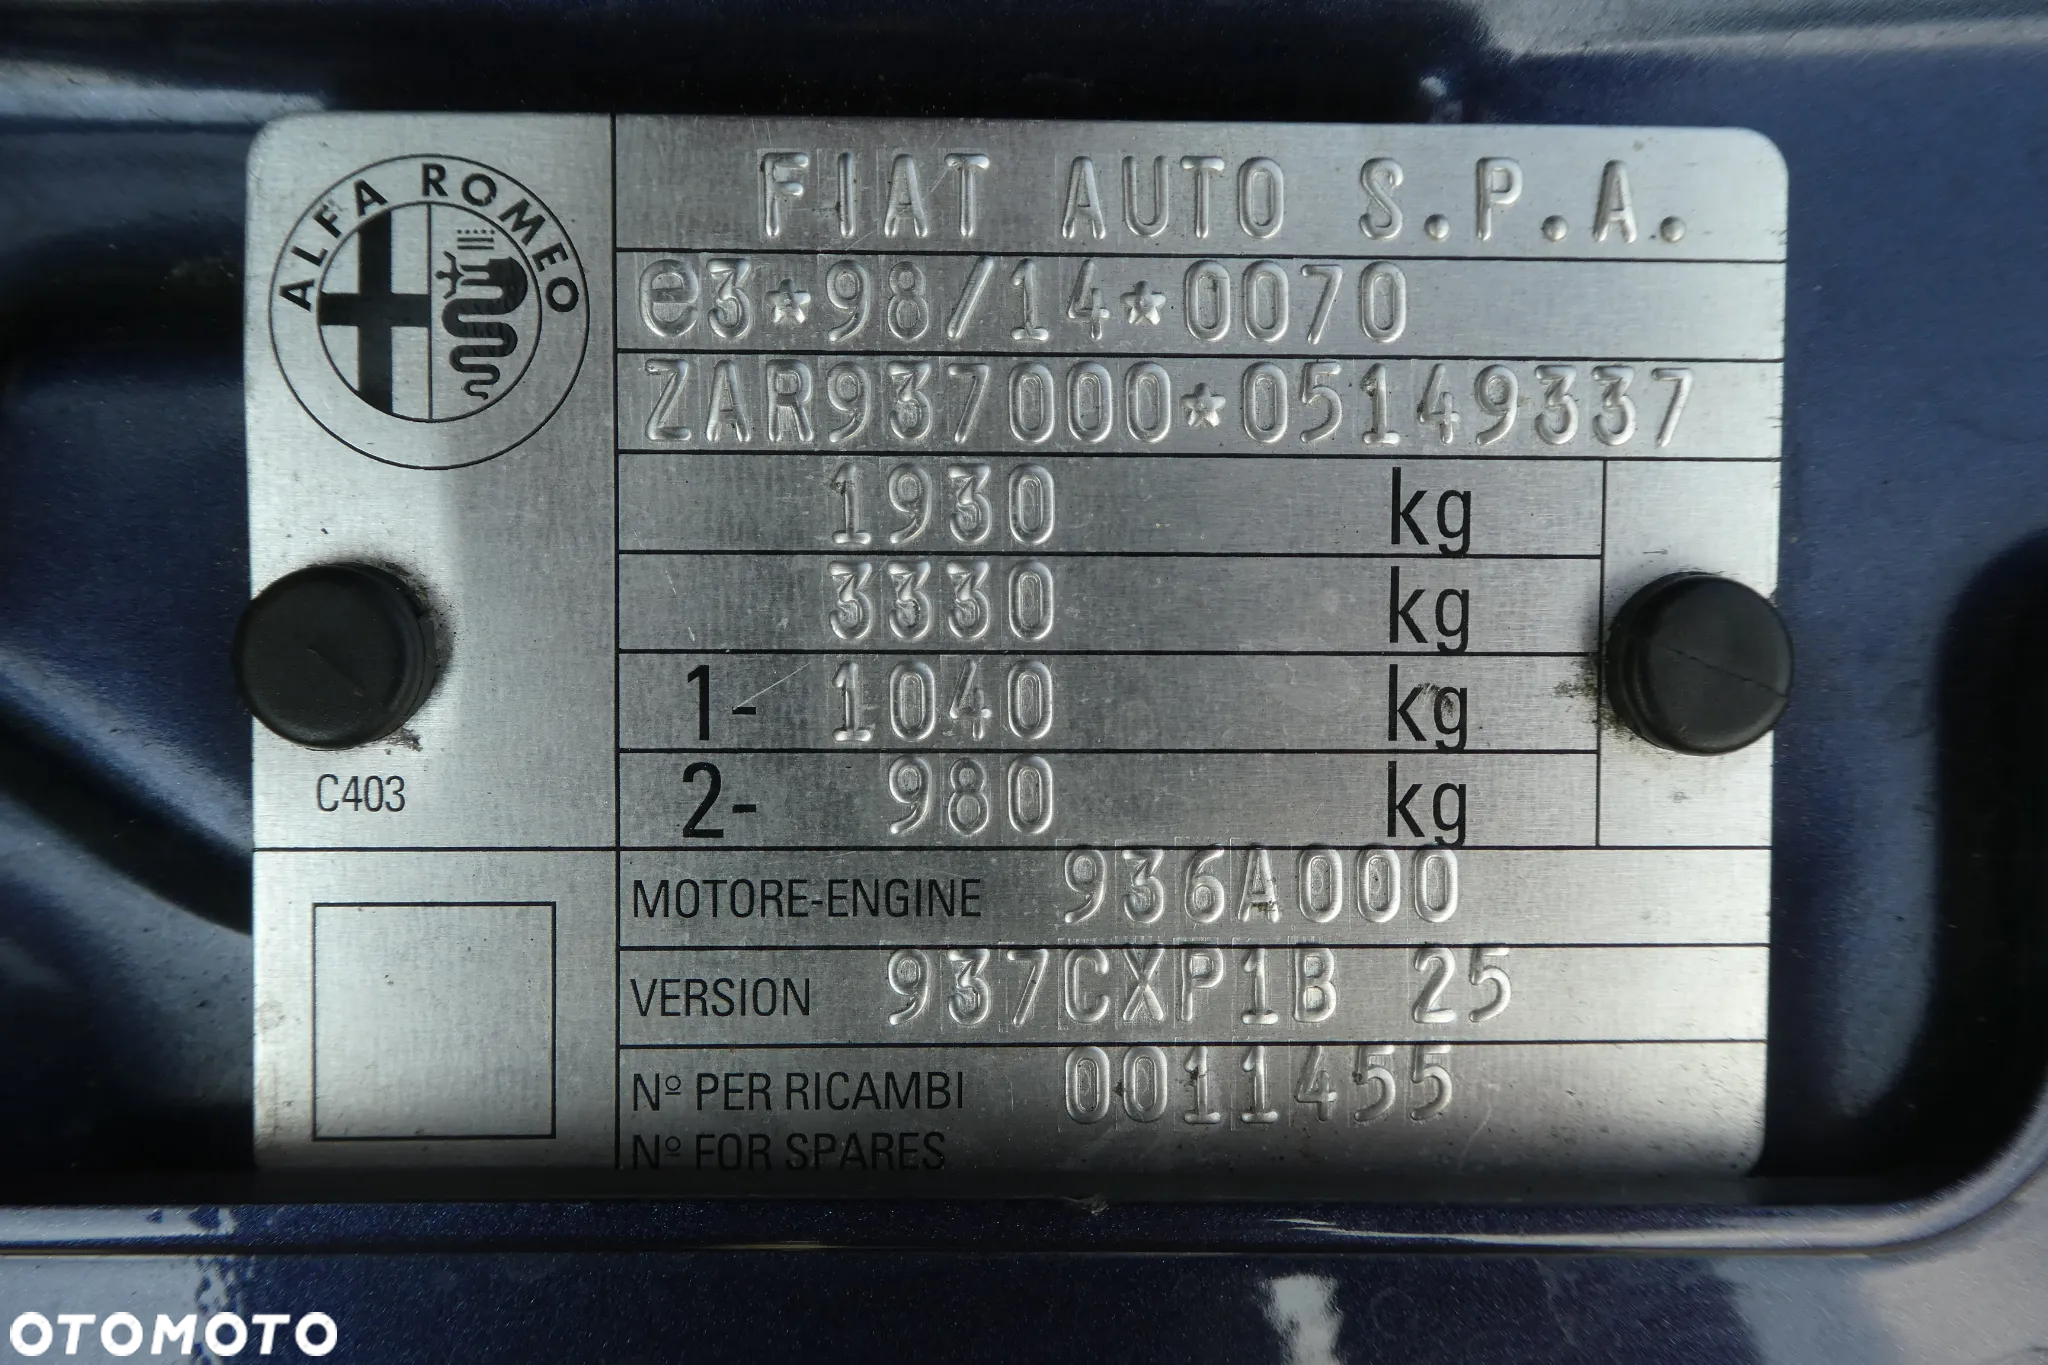 ALFA ROMEO
FIAT AUTO S.P.A.
e3*98/14*0070
ZAR937000*05149337
1930 kg
3330 kg
1- 1040 kg
2- 980 kg
C403
MOTORE-ENGINE 936A000
VERSION 937CXP1B 25
Nº PER RICAMBI 0011455
Nº FOR SPARES
OTOMOTO